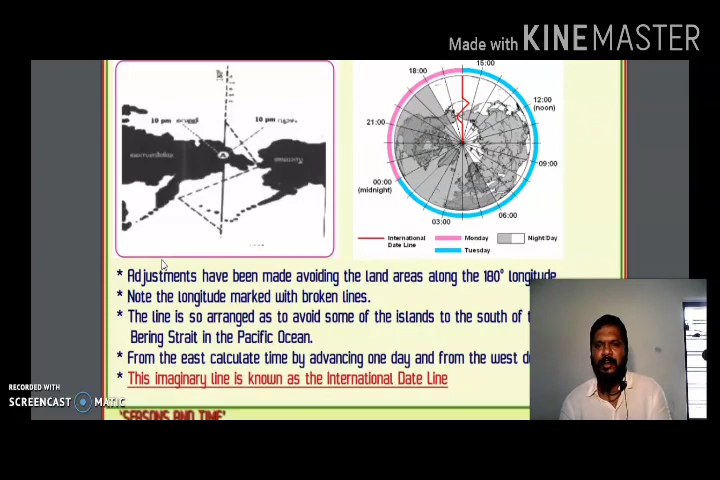 Made with KINEMASTER
15:00
18:00
10 pm
10 pm
12:00
(noon)
21:00
09:00
00:00
(midnight)
06:00
03:00
International
Date Line
Monday
Tuesday
Night/Day
* Adjustments have been made avoiding the land areas along the 180° longitude
* Note the longitude marked with broken lines.
* The line is so arranged as to avoid some of the islands to the south of
Bering Strait in the Pacific Ocean.
* From the east calculate time by advancing one day and from the west
* This imaginary line is known as the International Date Line
RECORDED WITH
SCREENCAST MATIC
'SEASONS AND TIME'